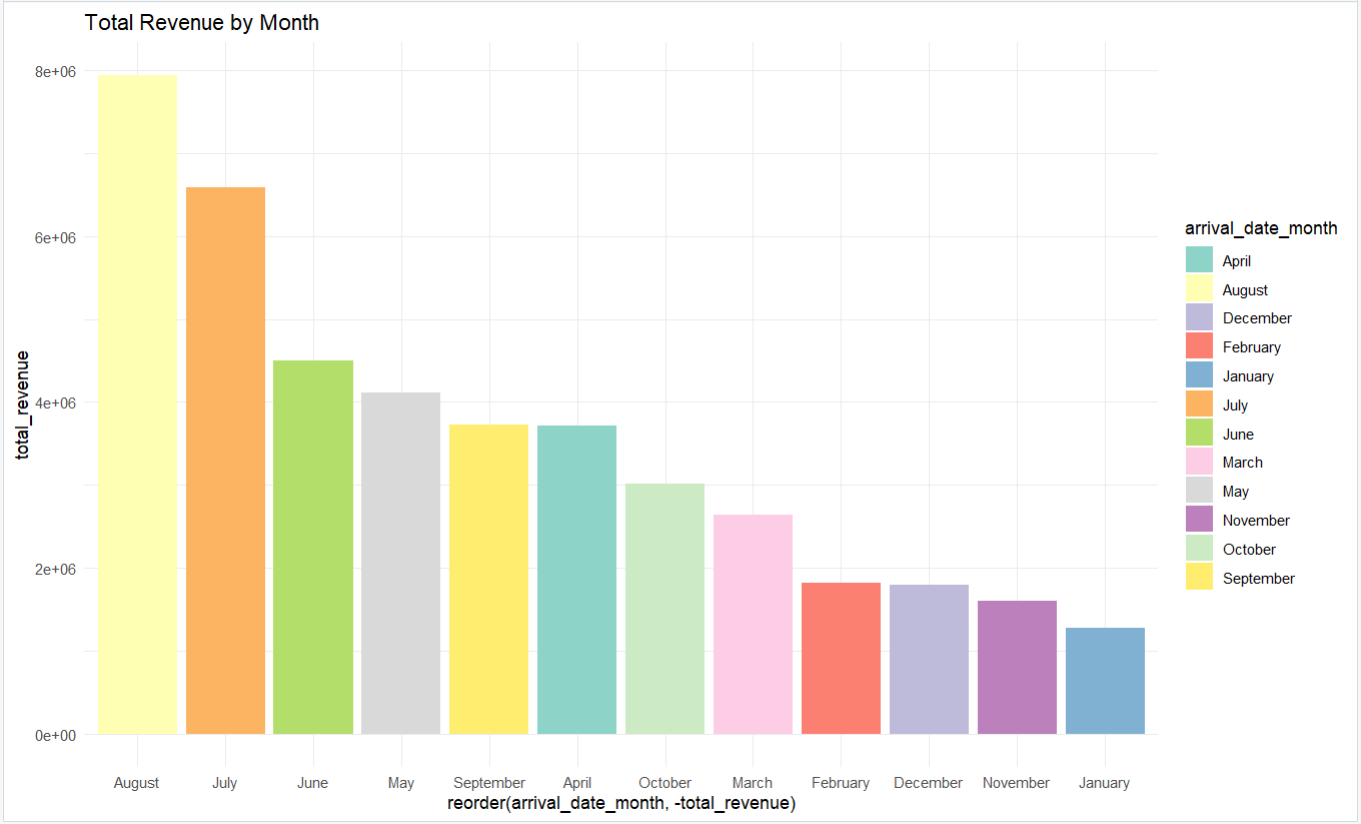 Total Revenue by Month
total_revenue
8e+06
6e+06
4e+06
2e+06
0e+00
August July June May September April October March February December November January
reorder(arrival_date_month, -total_revenue)
arrival_date_month
April
August
December
February
January
July
June
March
May
November
October
September